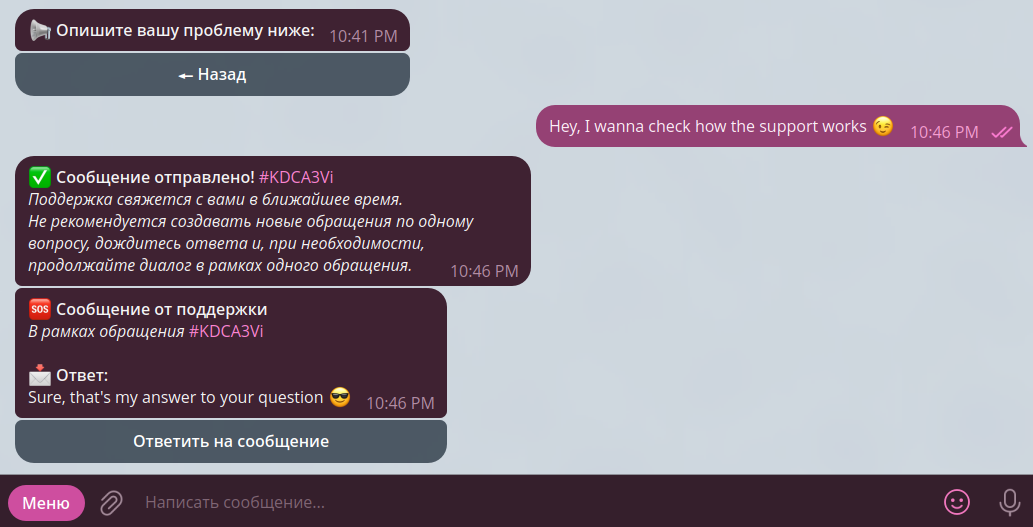 Опишите вашу проблему ниже: 10:41 PM
← Назад
Hey, I wanna check how the support works 10:46 PM
Сообщение отправлено! #KDCA3Vi
Поддержка свяжется с вами в ближайшее время.
Не рекомендуется создавать новые обращения по одному
вопросу, дождитесь ответа и, при необходимости,
продолжайте диалог в рамках одного обращения. 10:46 PM
SOS Сообщение от поддержки
В рамках обращения #KDCA3Vi
Ответ:
Sure, that's my answer to your question 10:46 PM
Ответить на сообщение
Меню Написать сообщение...